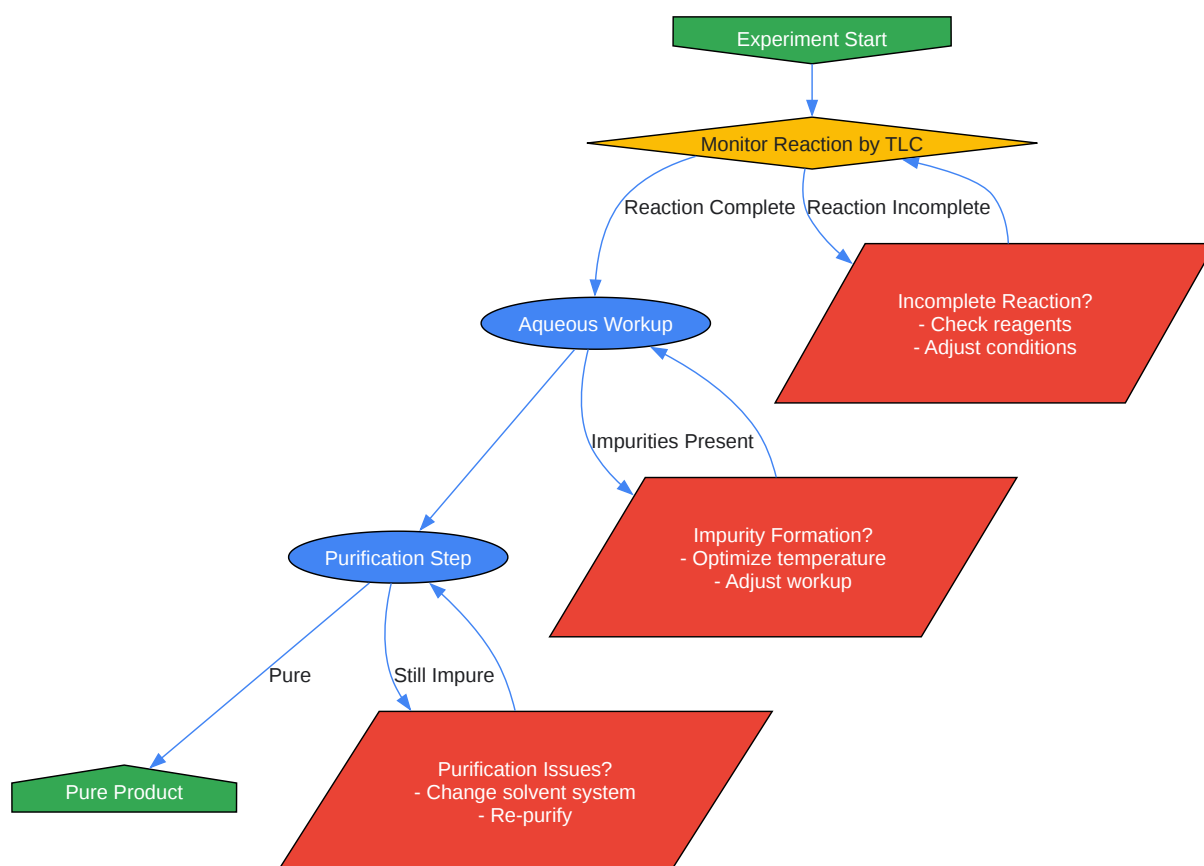 Experiment Start
Monitor Reaction by TLC
Reaction Complete
Reaction Incomplete
Incomplete Reaction?
- Check reagents
- Adjust conditions
Aqueous Workup
Impurities Present
Impurity Formation?
- Optimize temperature
- Adjust workup
Purification Step
Pure
Still Impure
Purification Issues?
- Change solvent system
- Re-purify
Pure Product